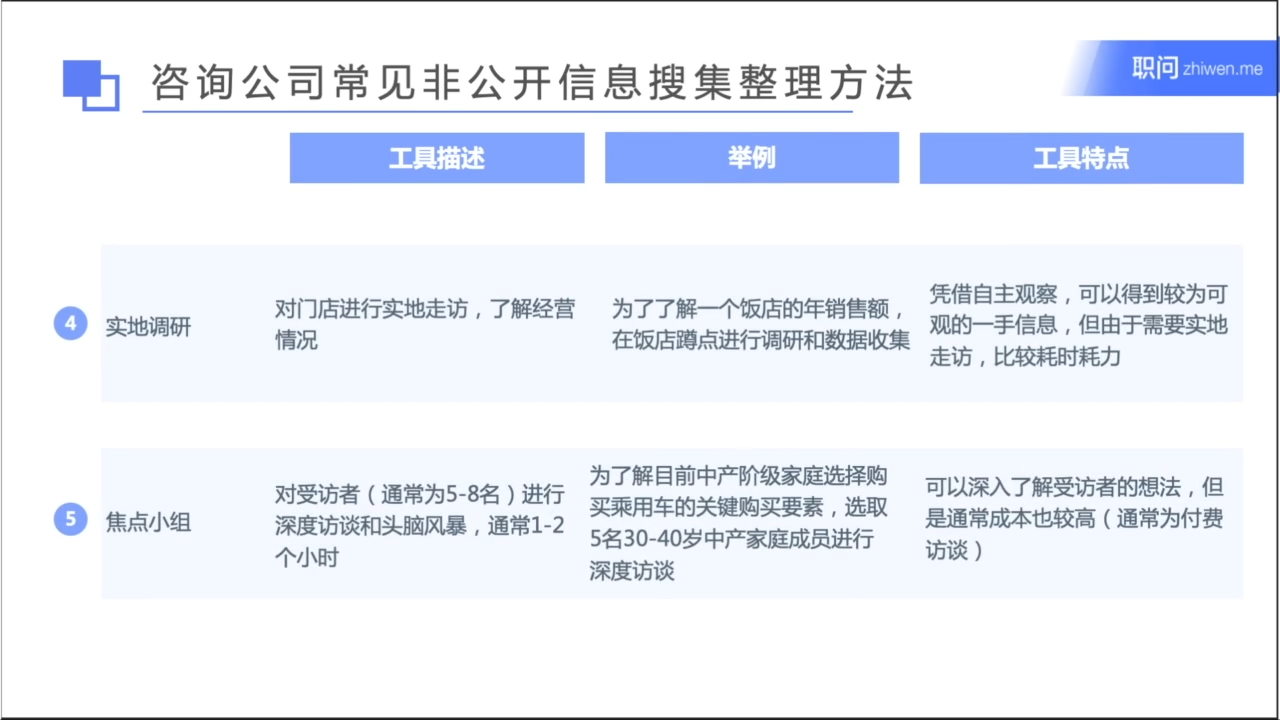 咨询公司常见非公开信息搜集整理方法
职问 zhiwen.me
工具描述
举例
工具特点
4
实地调研
对门店进行实地走访，了解经营
情况
为了了解一个饭店的年销售额，
在饭店蹲点进行调研和数据收集
凭借自主观察，可以得到较为可
观的一手信息，但由于需要实地
走访，比较耗时耗力
5
焦点小组
对受访者（通常为5-8名）进行
深度访谈和头脑风暴，通常1-2
个小时
为了解目前中产阶级家庭选择购
买乘用车的关键购买要素，选取
5名30-40岁中产家庭成员进行
深度访谈
可以深入了解受访者的想法，但
是通常成本也较高（通常为付费
访谈）